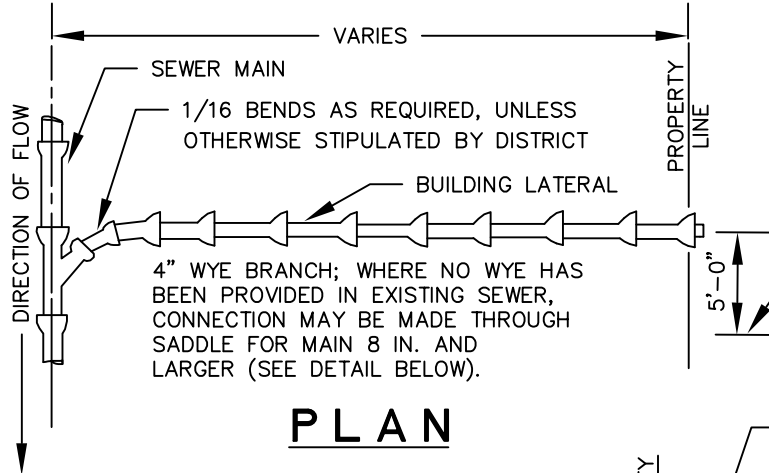 VARIES
SEWER MAIN
1/16 BENDS AS REQUIRED, UNLESS
OTHERWISE STIPULATED BY DISTRICT
PROPERTY
LINE
DIRECTION OF FLOW
BUILDING LATERAL
4" WYE BRANCH; WHERE NO WYE HAS
BEEN PROVIDED IN EXISTING SEWER,
CONNECTION MAY BE MADE THROUGH
SADDLE FOR MAIN 8 IN. AND
LARGER (SEE DETAIL BELOW).
5'-0"
PLAN